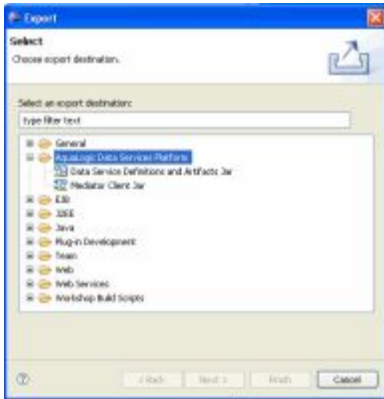 Export
Select
Choose export destination.
Select an export destination:
type filter text
General
AquaLogic Data Services Platform
Data Service Definitions and Artifacts Jar
Mediator Client Jar
EJB
J2EE
Java
Plug-in Development
Team
Web
Web Services
Workshop Build Scripts
< Back Next > Finish Cancel